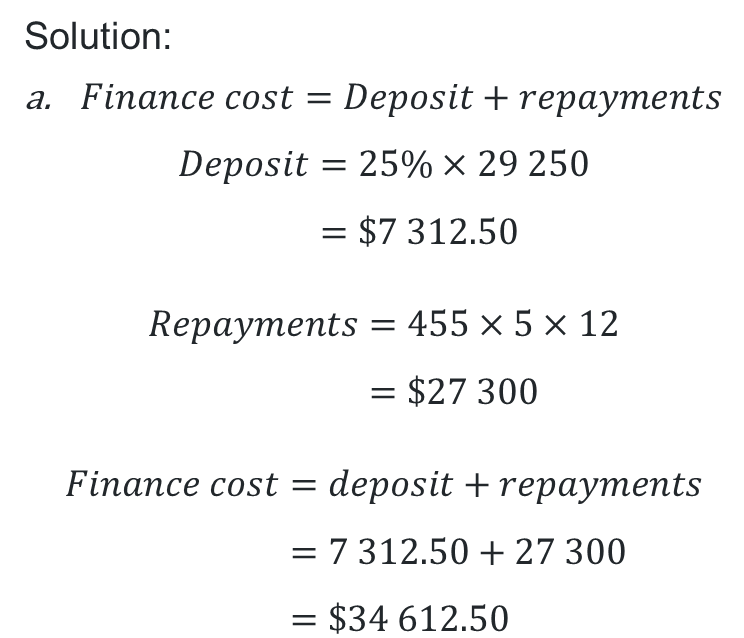 Solution:
a. Finance cost = Deposit + repayments
Deposit = 25% × 29 250
= $7 312.50
Repayments = 455 × 5 × 12
= $27 300
Finance cost = deposit + repayments
= 7 312.50 + 27 300
= $34 612.50